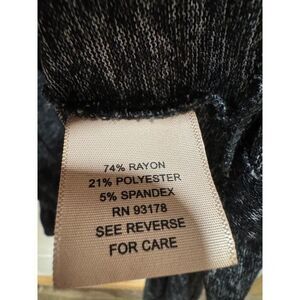 74% RAYON
21% POLYESTER
5% SPANDEX
RN 93178
SEE REVERSE
FOR CARE